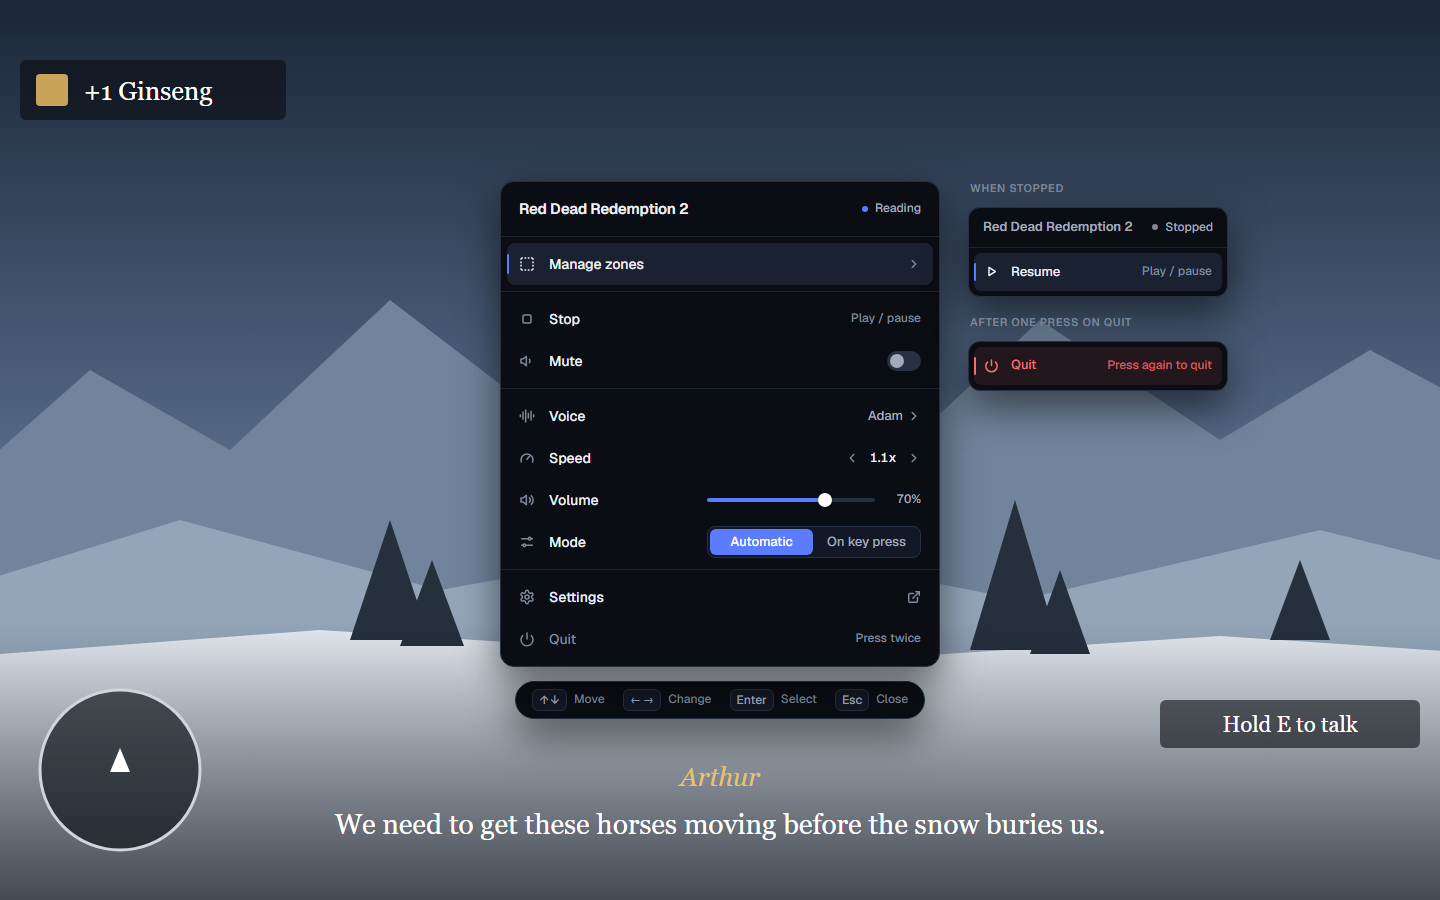 +1 Ginseng
Red Dead Redemption 2
Reading
Manage zones
Stop
Play / pause
Mute
Voice
Adam
Speed
1.1x
Volume
70%
Mode
Automatic
On key press
Settings
Quit
Press twice
↑↓ Move
←→ Change
Enter Select
Esc Close
WHEN STOPPED
Red Dead Redemption 2
Stopped
Resume
Play / pause
AFTER ONE PRESS ON QUIT
Quit
Press again to quit
Hold E to talk
Arthur
We need to get these horses moving before the snow buries us.